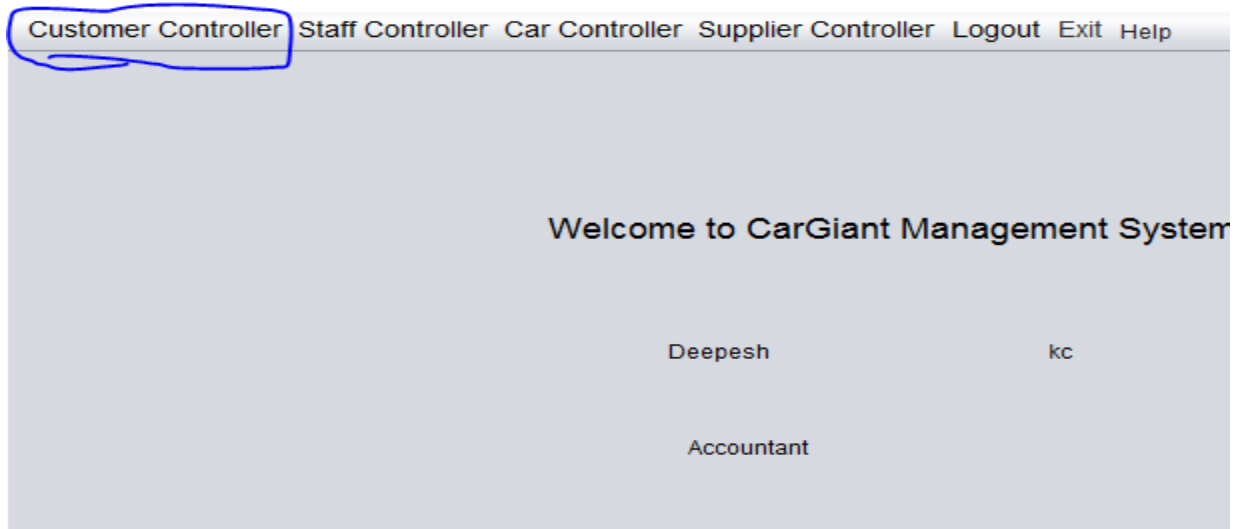 Customer Controller Staff Controller Car Controller Supplier Controller Logout Exit Help
Welcome to CarGiant Management System
Deepesh kc
Accountant